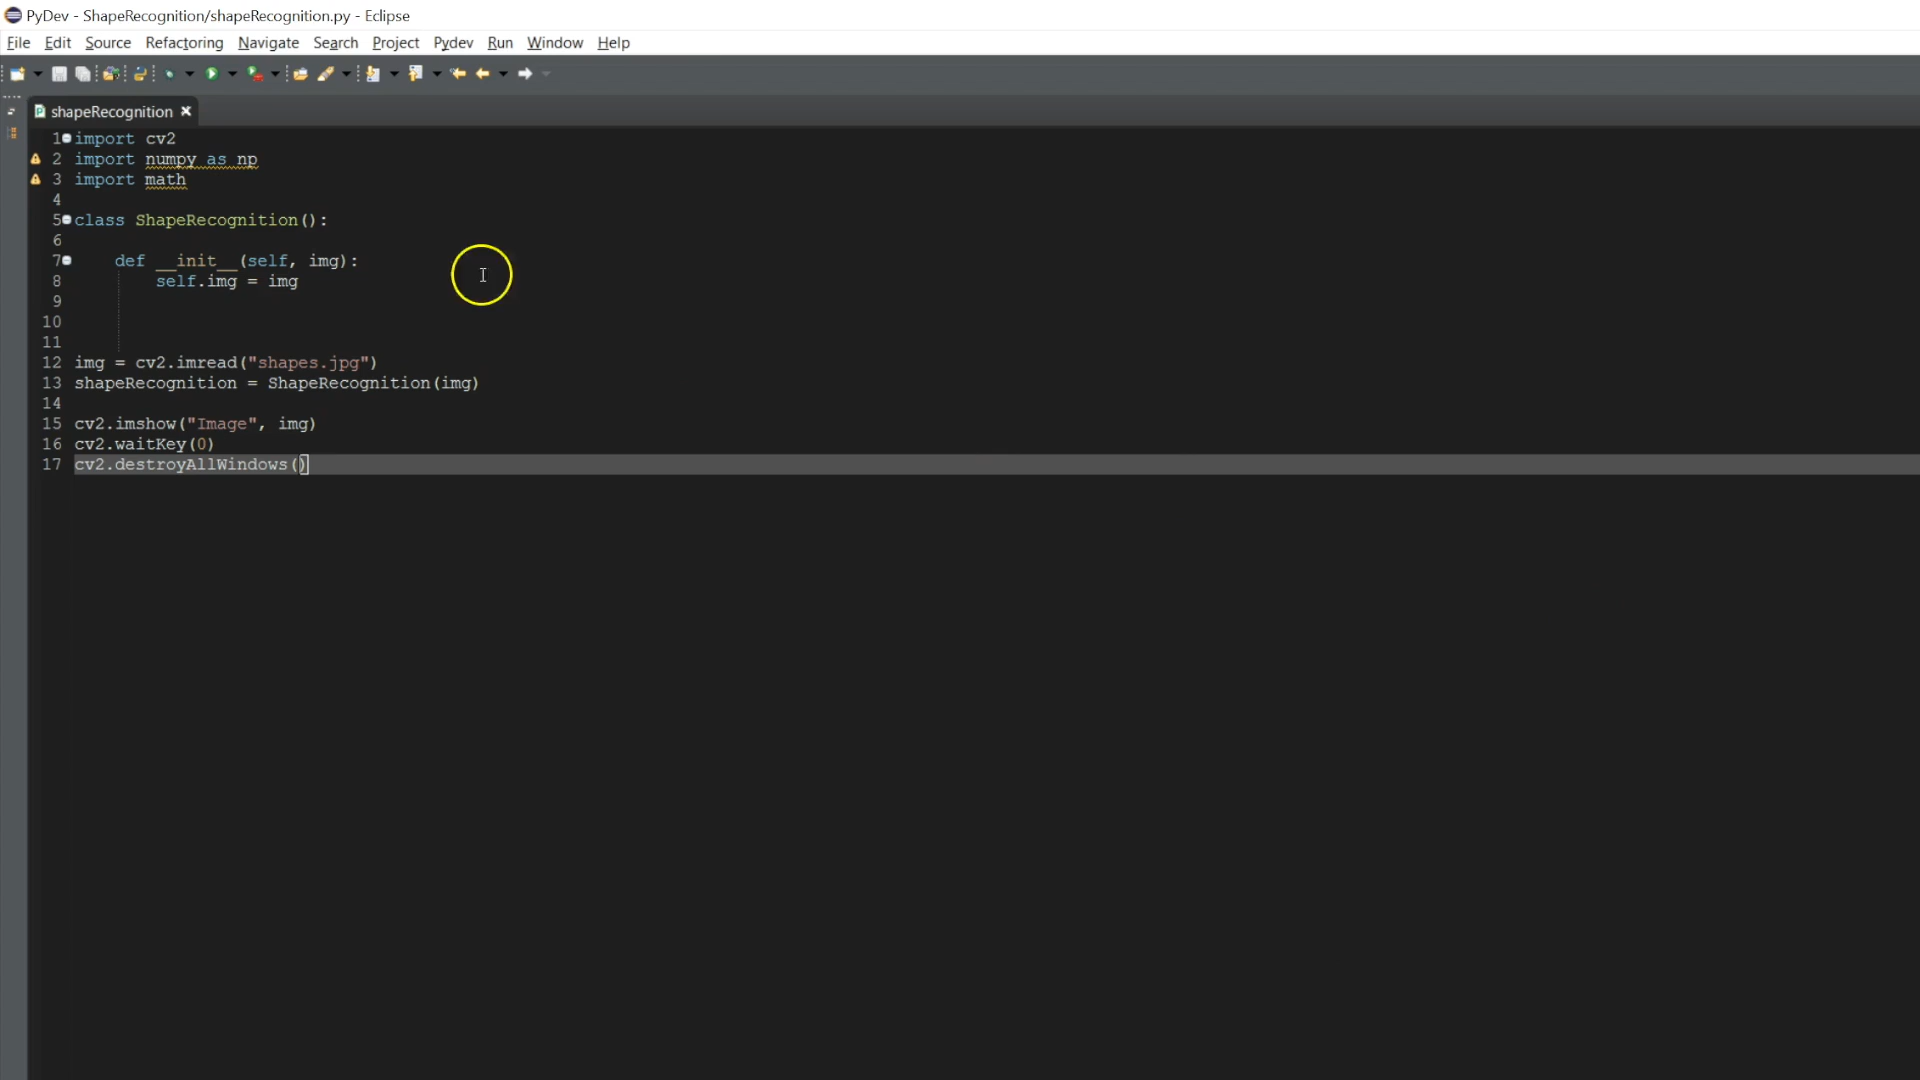 PyDev - ShapeRecognition/shapeRecognition.py - Eclipse
File Edit Source Refactoring Navigate Search Project Pydev Run Window Help
shapeRecognition
1 import cv2
2 import numpy as np
3 import math
4
5 class ShapeRecognition():
6
7     def __init__(self, img):
8         self.img = img
9
10
11
12 img = cv2.imread("shapes.jpg")
13 shapeRecognition = ShapeRecognition(img)
14
15 cv2.imshow("Image", img)
16 cv2.waitKey(0)
17 cv2.destroyAllWindows()